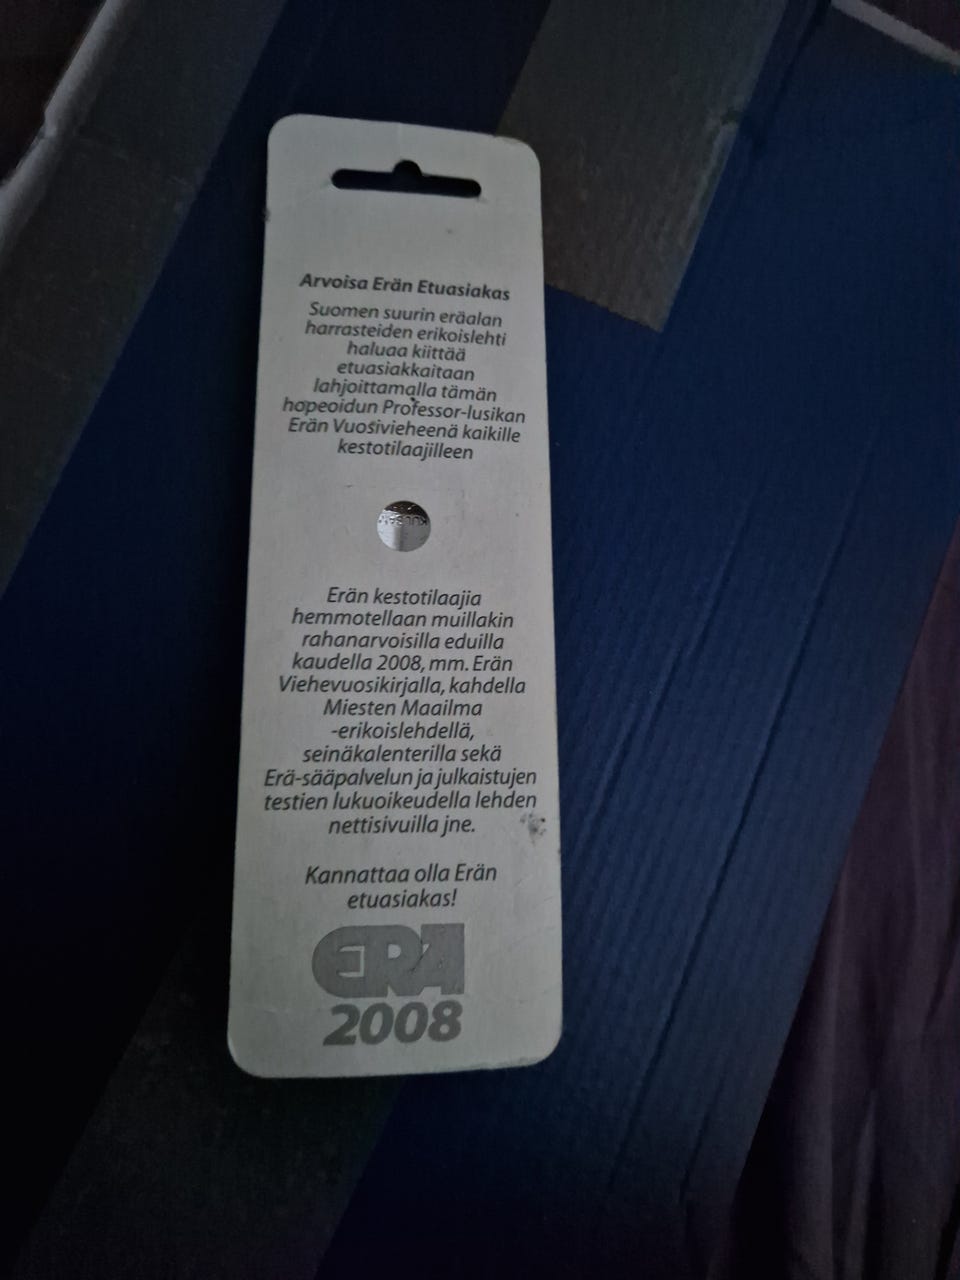 Arvoisa Erän Etuasiakas
Suomen suurin eräalan
harrasteiden erikoislehti
haluaa kiittää
etuasiakkaitaan
lahjoittamalla tämän
hopeoidun Professor-lusikan
Erän Vuosivieheenä kaikille
kestotilaajilleen
Erän kestotilaajia
hemmotellaan muillakin
rahanarvoisilla eduilla
kaudella 2008, mm. Erän
Viehevuosikirjalla, kahdella
Miesten Maailma
-erikoislehdellä,
seinäkalenterilla sekä
Erä-sääpalvelun ja julkaistujen
testien lukuoikeudella lehden
nettisivuilla jne.
Kannattaa olla Erän
etuasiakas!
ERÄ
2008